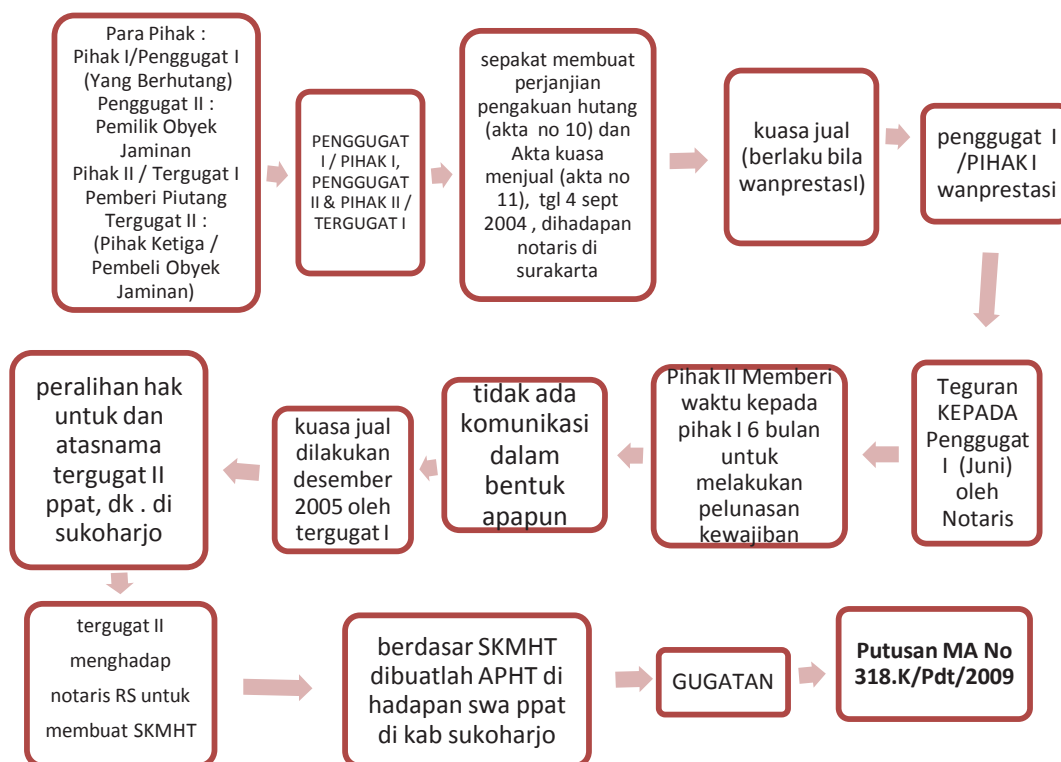 Para Pihak :
Pihak I/Penggugat I
(Yang Berhutang)
Penggugat II :
Pemilik Obyek
Jaminan
Pihak II / Tergugat I
Pemberi Piutang
Tergugat II :
(Pihak Ketiga /
Pembeli Obyek
Jaminan)
PENGGUGAT
I / PIHAK I,
PENGGUGAT
II & PIHAK II /
TERGUGAT I
sepakat membuat
perjanjian
pengakuan hutang
(akta no 10) dan
Akta kuasa
menjual (akta no
11), tgl 4 sept
2004 , dihadapan
notaris di
surakarta
kuasa jual
(berlaku bila
wanprestasI)
penggugat I
/PIHAK I
wanprestasi
Teguran
KEPADA
Penggugat
I (Juni)
oleh
Notaris
Pihak II Memberi
waktu kepada
pihak I 6 bulan
untuk
melakukan
pelunasan
kewajiban
tidak ada
komunikasi
dalam
bentuk
apapun
kuasa jual
dilakukan
desember
2005 oleh
tergugat I
peralihan hak
untuk dan
atasnama
tergugat II
ppat, dk . di
sukoharjo
tergugat II
menghadap
notaris RS untuk
membuat SKMHT
berdasar SKMHT
dibuatlah APHT di
hadapan swa ppat
di kab sukoharjo
GUGATAN
Putusan MA No
318.K/Pdt/2009